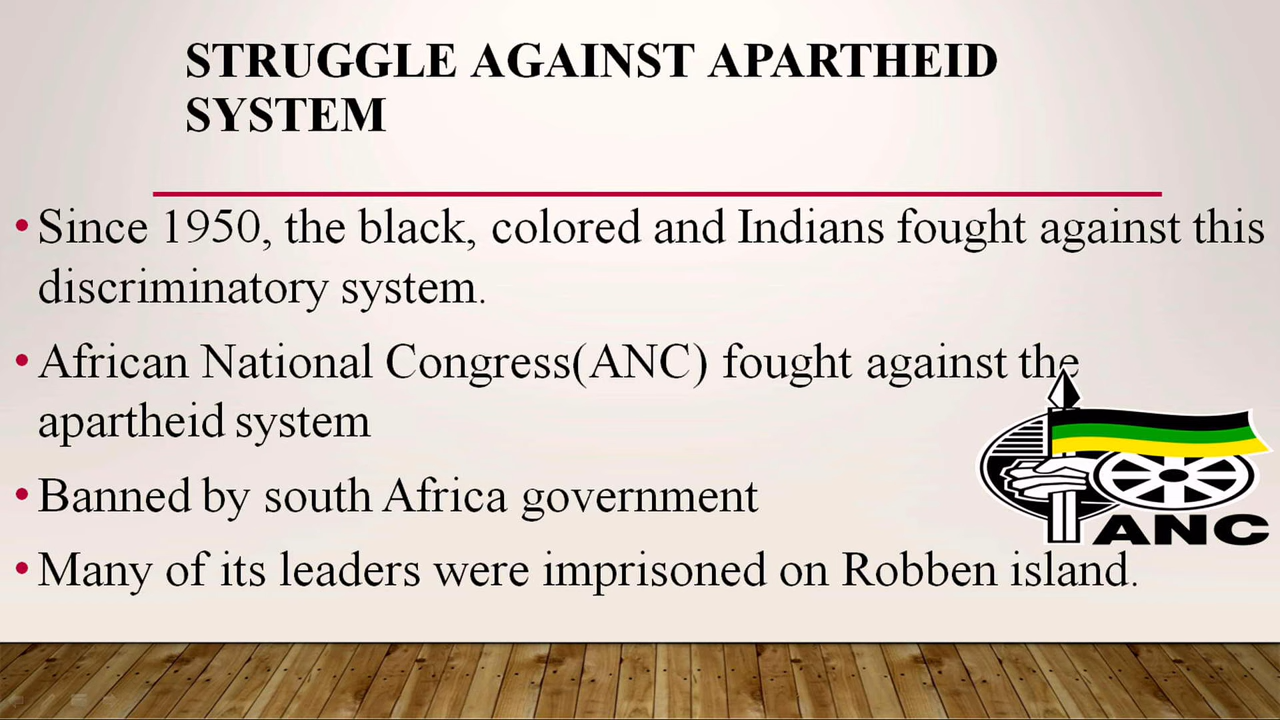 STRUGGLE AGAINST APARTHEID
SYSTEM
•Since 1950, the black, colored and Indians fought against this
discriminatory system.
•African National Congress(ANC) fought against the
apartheid system
•Banned by south Africa government
•Many of its leaders were imprisoned on Robben island.
ANC